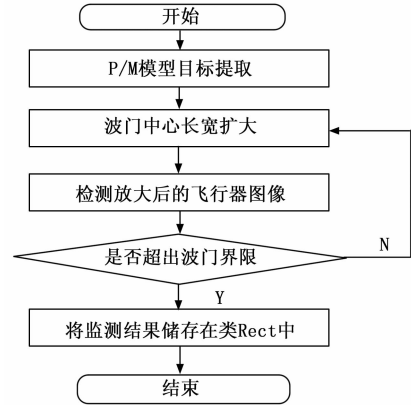 开始
P/M模型目标提取
波门中心长宽扩大
检测放大后的飞行器图像
是否超出波门界限
N
Y
将监测结果储存在类Rect中
结束